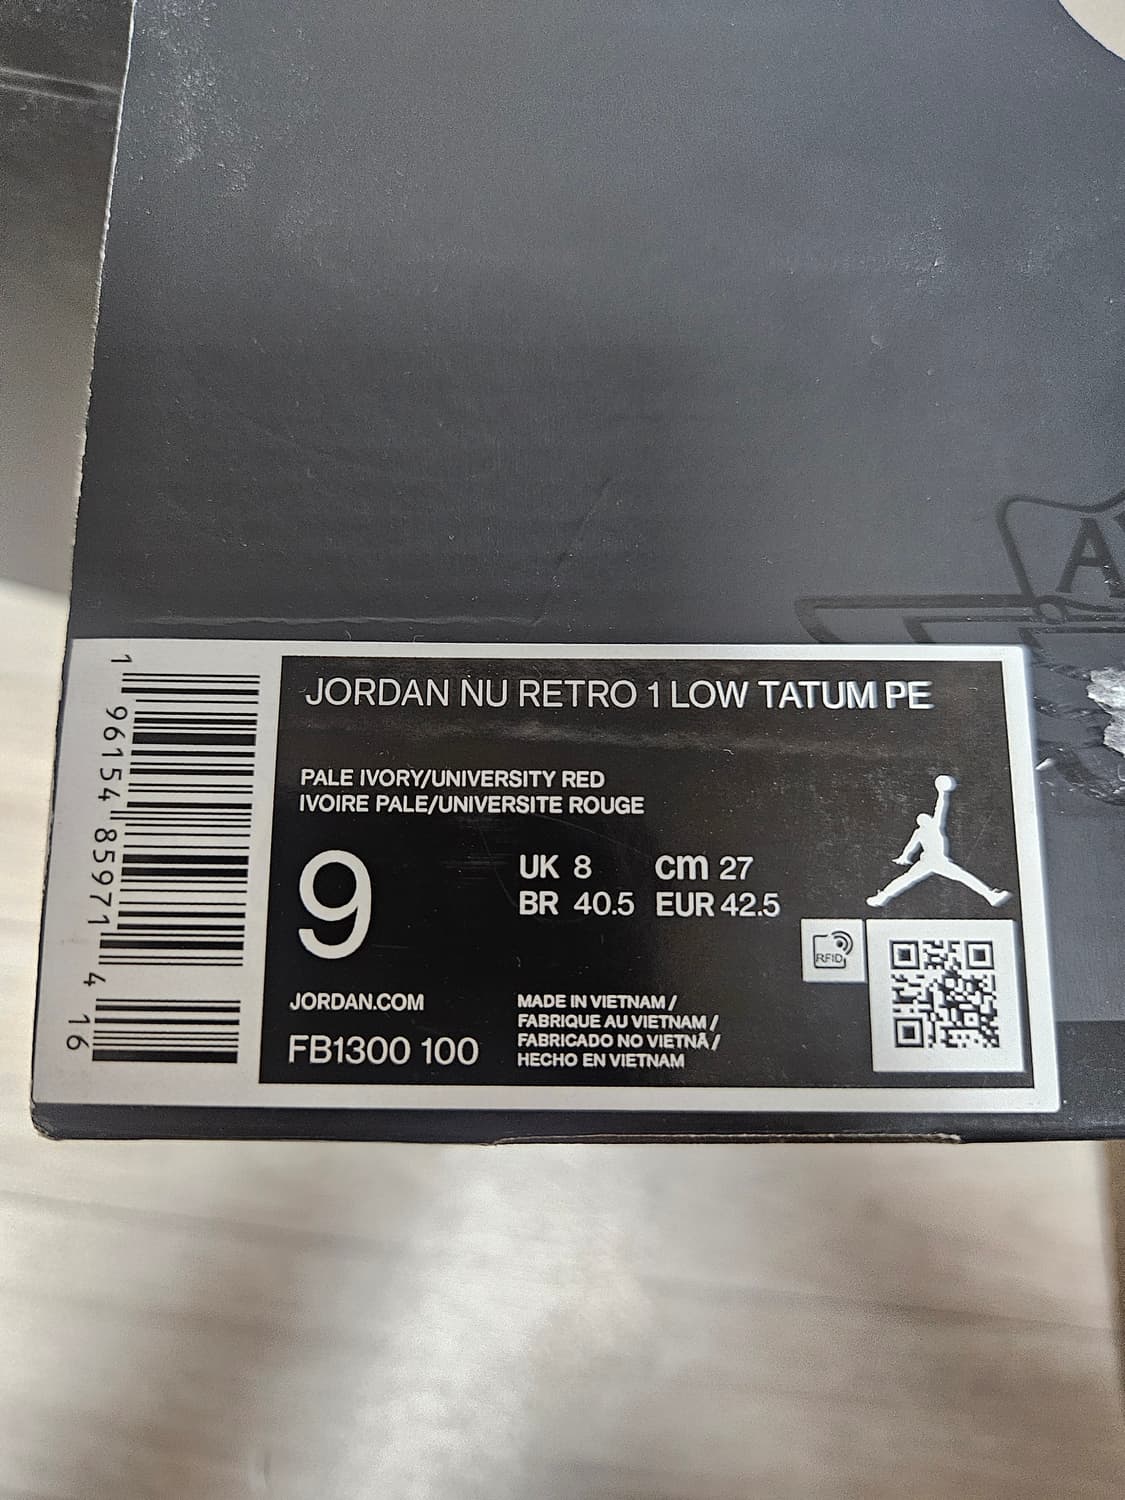 JORDAN NU RETRO 1 LOW TATUM PE
PALE IVORY/UNIVERSITY RED
IVOIRE PALE/UNIVERSITE ROUGE
9
UK 8 cm 27
BR 40.5 EUR 42.5
RFID
JORDAN.COM
FB1300 100
MADE IN VIETNAM /
FABRIQUE AU VIETNAM /
FABRICADO NO VIETNÃ /
HECHO EN VIETNAM
1 96154 85971 4 16